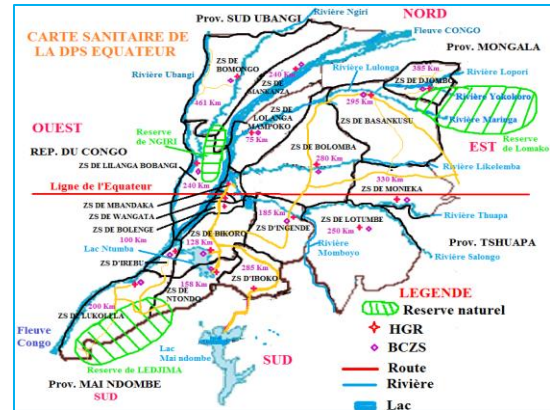 CARTE SANITAIRE DE
LA DPS EQUATEUR
Prov. SUD UBANGI
Rivière Ngiri
NORD
Fleuve CONGO
Prov. MONGALA
Rivière Ubangi
ZS DE
BOMONGO
240 Km
ZS DE
MANKANZA
385 Km
ZS DE DJOMBO
Rivière Lopori
Rivière Lulonga
Rivière Yokokoro
Rivière Maringa
461 Km
ZS DE
LOLANGA
MAMPOKO
75 Km
295 Km
ZS DE
BASANKUSU
OUEST
REP. DU CONGO
Reserve
de NGIRI
EST
Reserve de
Lomako
ZS DE BOLOMBA
280 Km
ZS DE LILANGA BOBANGI
240 Km
Rivière Likelemba
Ligne de l'Equateur
330 Km
ZS DE MONIEKA
ZS DE MBANDAKA
ZS DE WANGATA
ZS DE BOLENGE
185 Km
ZS D'INGENDE
ZS DE LOTUMBE
250 Km
Rivière Thuapa
ZS DE BIKORO
Lac Ntumba
100 Km
128 Km
Rivière
Momboyo
Prov. TSHUAPA
Rivière Salongo
ZS D'IREBU
285 Km
ZS D'IBOKO
158 Km
200 Km
ZS DE LUKOLELA
ZS DE
NTONDO
Fleuve
Congo
Reserve de LEDJIMA
Lac
Mai ndombe
SUD
Prov. MAI NDOMBE
SUD
LEGENDE
Reserve naturel
HGR
BCZS
Route
Rivière
Lac